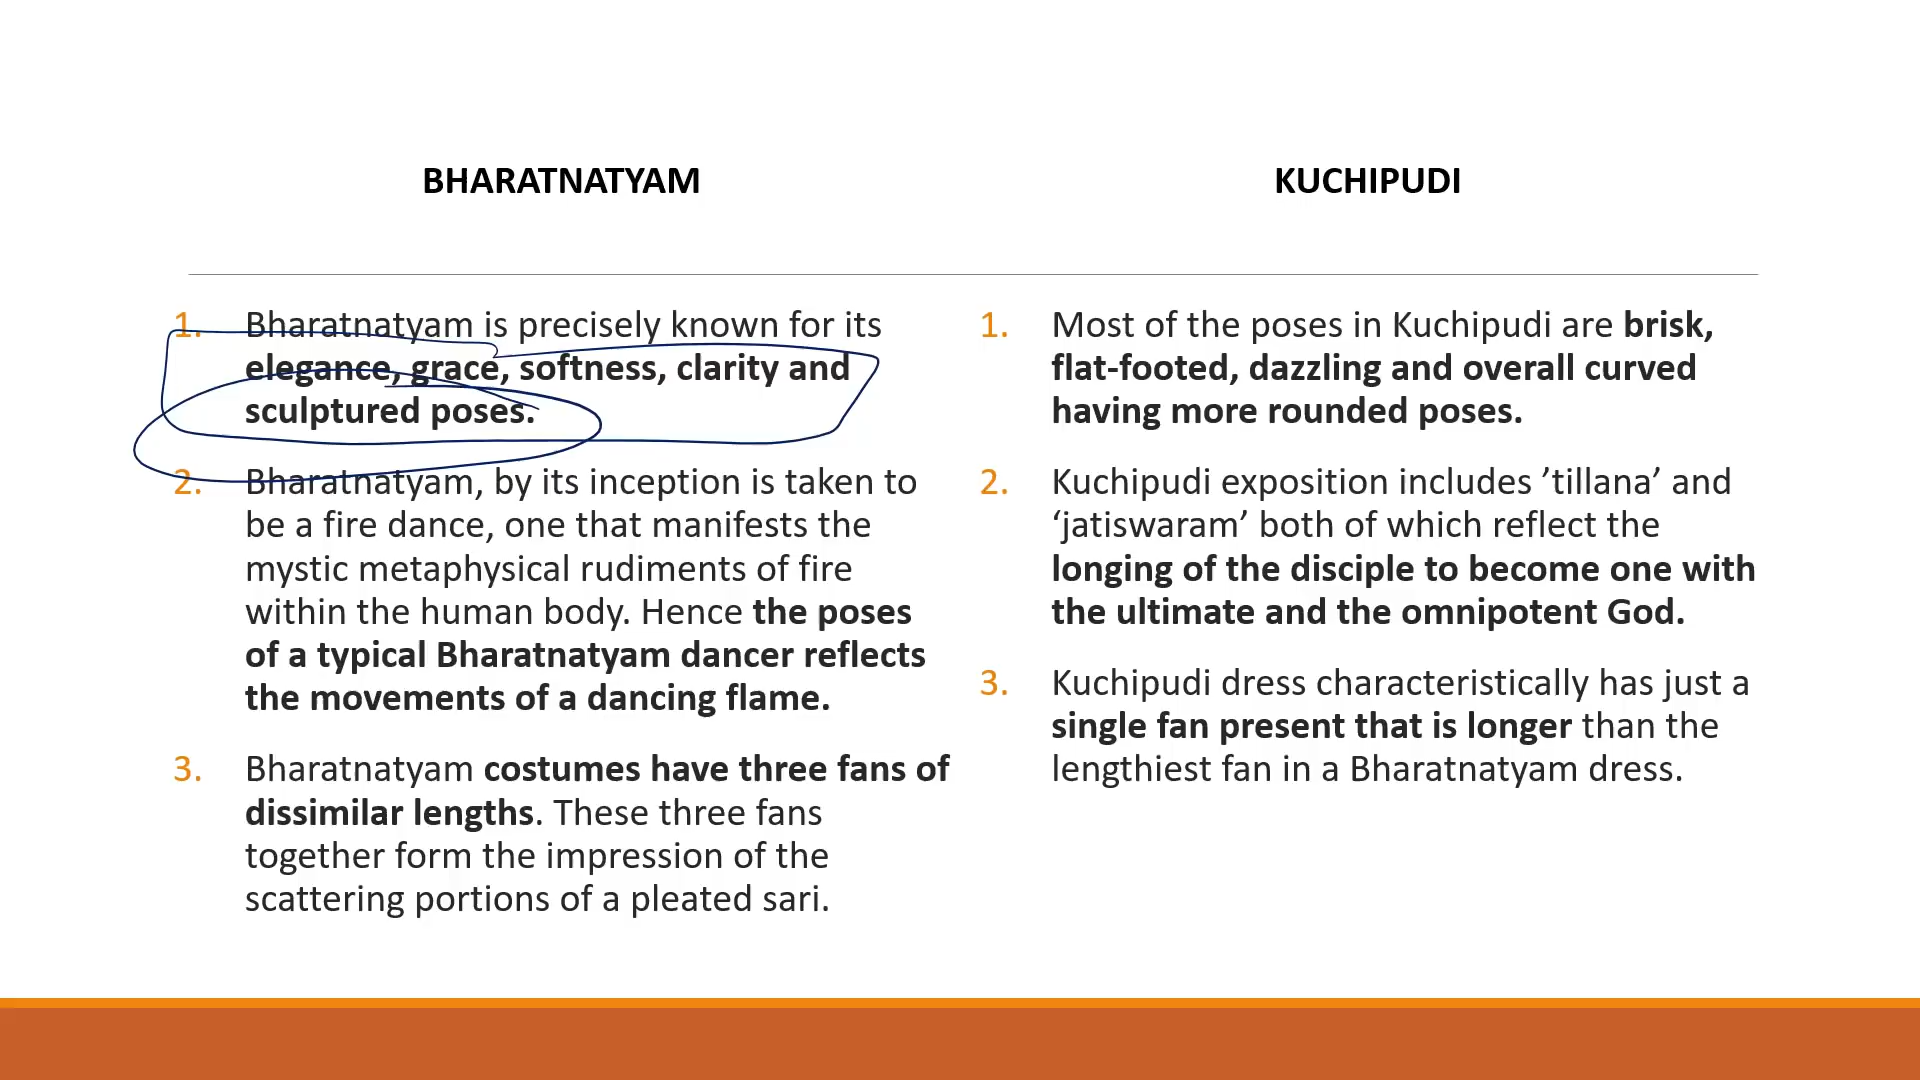 BHARATNATYAM
1. Bharatnatyam is precisely known for its
elegance, grace, softness, clarity and
sculptured poses.
2. Bharatnatyam, by its inception is taken to
be a fire dance, one that manifests the
mystic metaphysical rudiments of fire
within the human body. Hence the poses
of a typical Bharatnatyam dancer reflects
the movements of a dancing flame.
3. Bharatnatyam costumes have three fans of
dissimilar lengths. These three fans
together form the impression of the
scattering portions of a pleated sari.
KUCHIPUDI
1. Most of the poses in Kuchipudi are brisk,
flat-footed, dazzling and overall curved
having more rounded poses.
2. Kuchipudi exposition includes ’tillana’ and
‘jatiswaram’ both of which reflect the
longing of the disciple to become one with
the ultimate and the omnipotent God.
3. Kuchipudi dress characteristically has just a
single fan present that is longer than the
lengthiest fan in a Bharatnatyam dress.